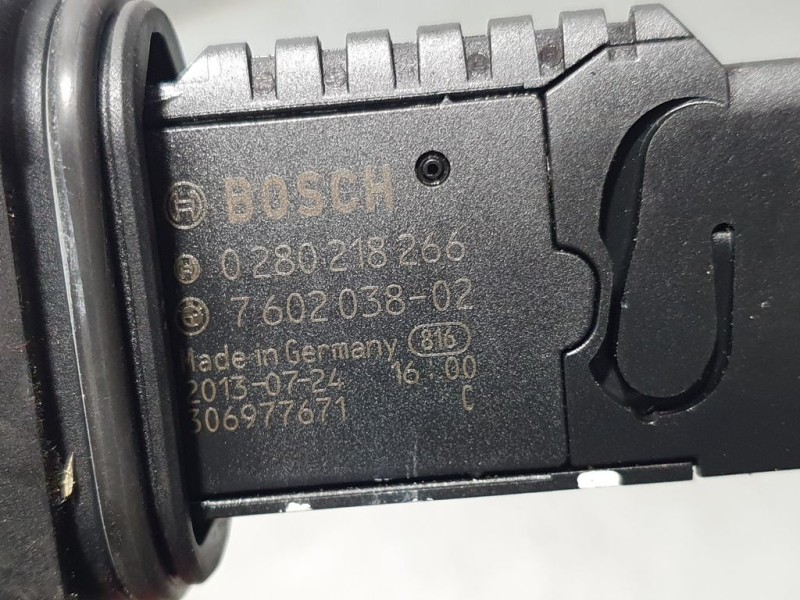 BOSCH
0 280 218 266
7 602 038-02
Made in Germany 816
2013-07-24 16 00
306977671 C